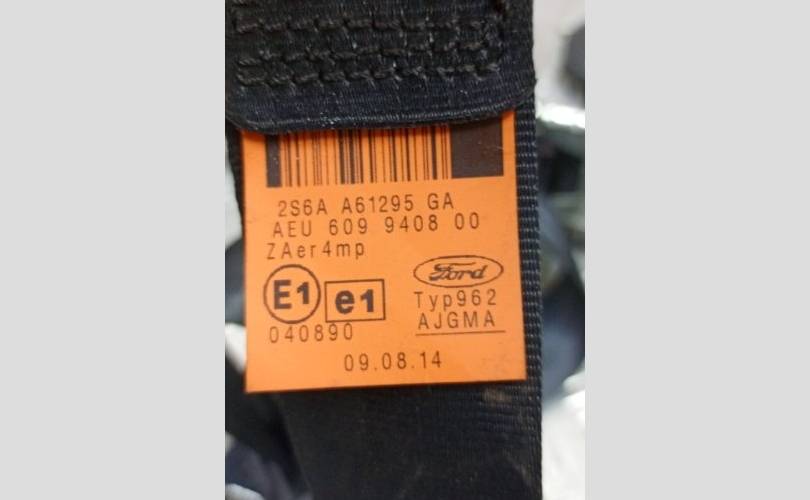 2S6A A61295 GA
AEU 609 9408 00
ZAer4mp
Ford
E1 e1
Typ962
040890
AJGMA
09.08.14